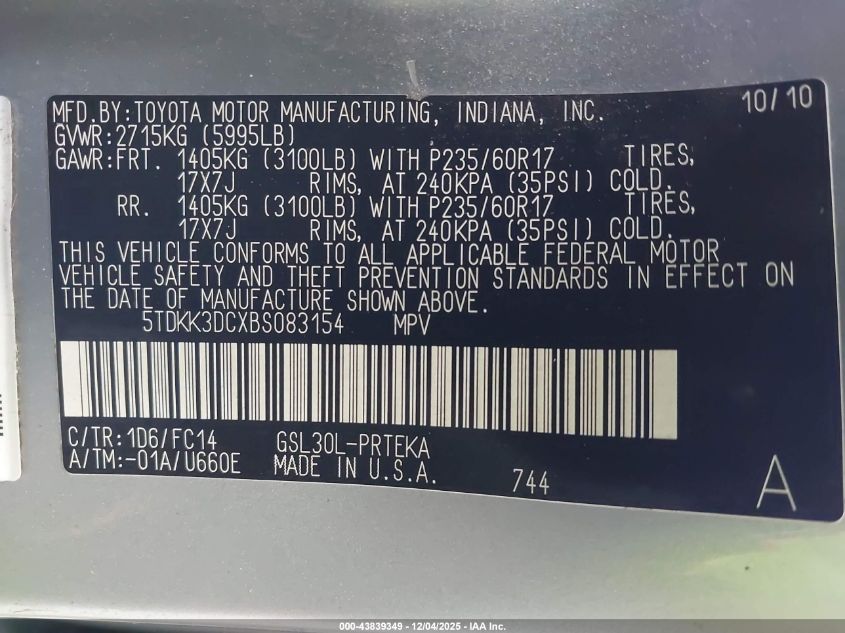 MFD.BY:TOYOTA MOTOR MANUFACTURING, INDIANA, INC. 10/10
GVWR:2715KG (5995LB)
GAWR:FRT. 1405KG (3100LB) WITH P235/60R17 TIRES,
17X7J RIMS, AT 240KPA (35PSI) COLD.
RR. 1405KG (3100LB) WITH P235/60R17 TIRES,
17X7J RIMS, AT 240KPA (35PSI) COLD.
THIS VEHICLE CONFORMS TO ALL APPLICABLE FEDERAL MOTOR
VEHICLE SAFETY AND THEFT PREVENTION STANDARDS IN EFFECT ON
THE DATE OF MANUFACTURE SHOWN ABOVE.
5TDKK3DCXBS083154 MPV
C/TR:1D6/FC14 GSL30L-PRTEKA
A/TM:-01A/U660E MADE IN U.S.A. 744 A
000-43839349 • 12/04/2025 • IAA Inc.